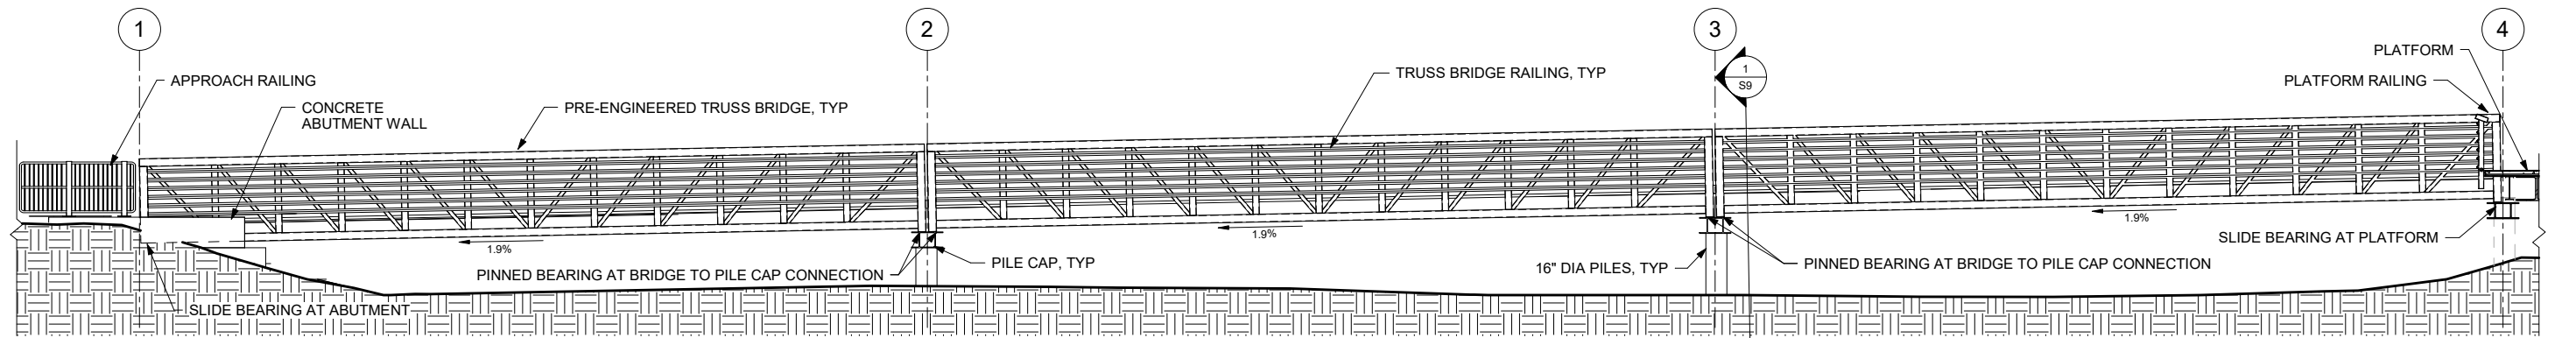 1
2
3
4
APPROACH RAILING
CONCRETE
ABUTMENT WALL
PRE-ENGINEERED TRUSS BRIDGE, TYP
TRUSS BRIDGE RAILING, TYP
1
S9
PLATFORM
PLATFORM RAILING
1.9%
1.9%
1.9%
SLIDE BEARING AT PLATFORM
PINNED BEARING AT BRIDGE TO PILE CAP CONNECTION
PILE CAP, TYP
16" DIA PILES, TYP
PINNED BEARING AT BRIDGE TO PILE CAP CONNECTION
SLIDE BEARING AT ABUTMENT